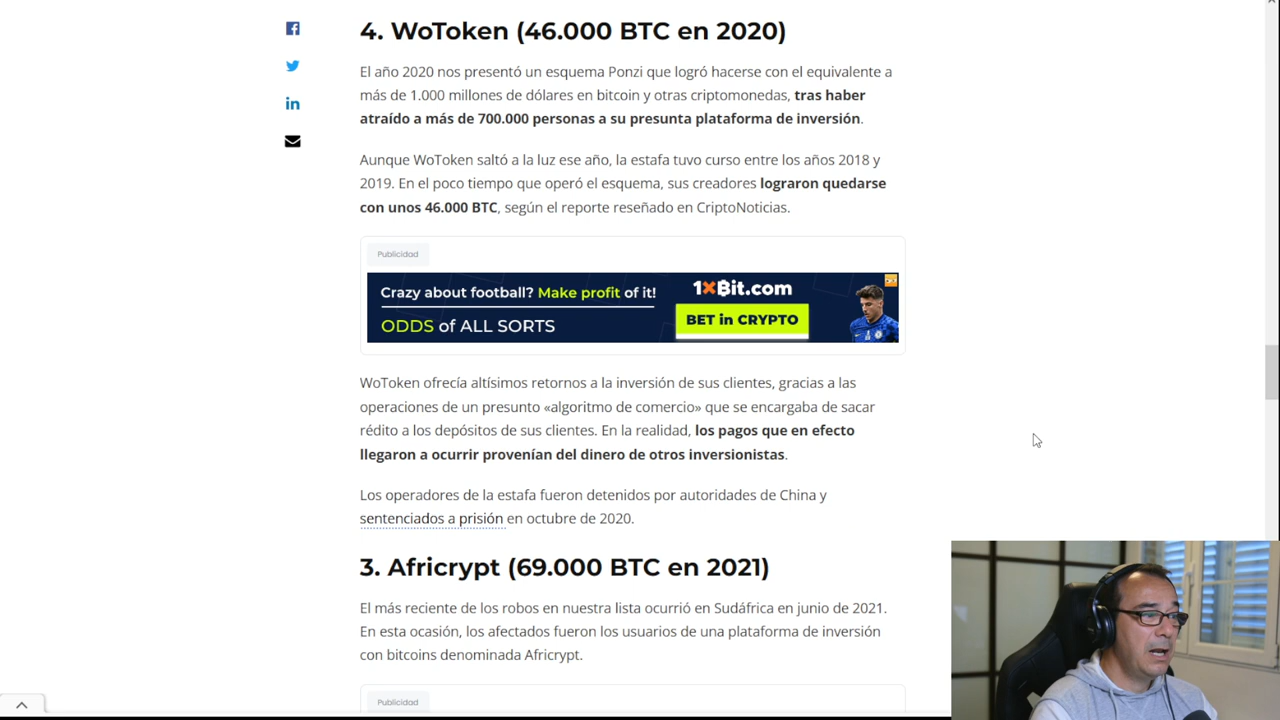 4. WoToken (46.000 BTC en 2020)
El año 2020 nos presentó un esquema Ponzi que logró hacerse con el equivalente a
más de 1.000 millones de dólares en bitcoin y otras criptomonedas, tras haber
atraído a más de 700.000 personas a su presunta plataforma de inversión.
Aunque WoToken saltó a la luz ese año, la estafa tuvo curso entre los años 2018 y
2019. En el poco tiempo que operó el esquema, sus creadores lograron quedarse
con unos 46.000 BTC, según el reporte reseñado en CriptoNoticias.
Publicidad
Crazy about football? Make profit of it!
ODDS of ALL SORTS
1xBit.com
BET in CRYPTO
WoToken ofrecía altísimos retornos a la inversión de sus clientes, gracias a las
operaciones de un presunto «algoritmo de comercio» que se encargaba de sacar
rédito a los depósitos de sus clientes. En la realidad, los pagos que en efecto
llegaron a ocurrir provenían del dinero de otros inversionistas.
Los operadores de la estafa fueron detenidos por autoridades de China y
sentenciados a prisión en octubre de 2020.
3. Africrypt (69.000 BTC en 2021)
El más reciente de los robos en nuestra lista ocurrió en Sudáfrica en junio de 2021.
En esta ocasión, los afectados fueron los usuarios de una plataforma de inversión
con bitcoins denominada Africrypt.
Publicidad